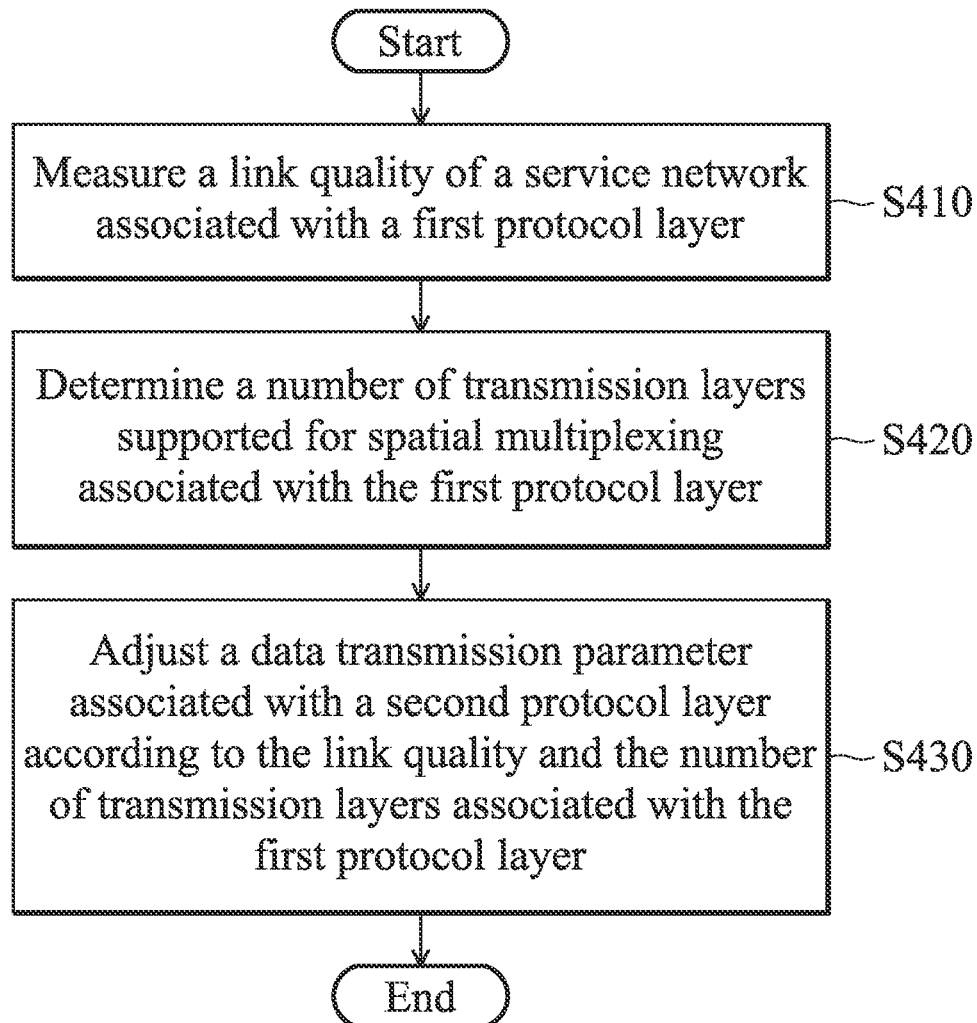 Start
Measure a link quality of a service network
associated with a first protocol layer
S410
Determine a number of transmission layers
supported for spatial multiplexing
associated with the first protocol layer
S420
Adjust a data transmission parameter
associated with a second protocol layer
according to the link quality and the number
of transmission layers associated with the
first protocol layer
S430
End